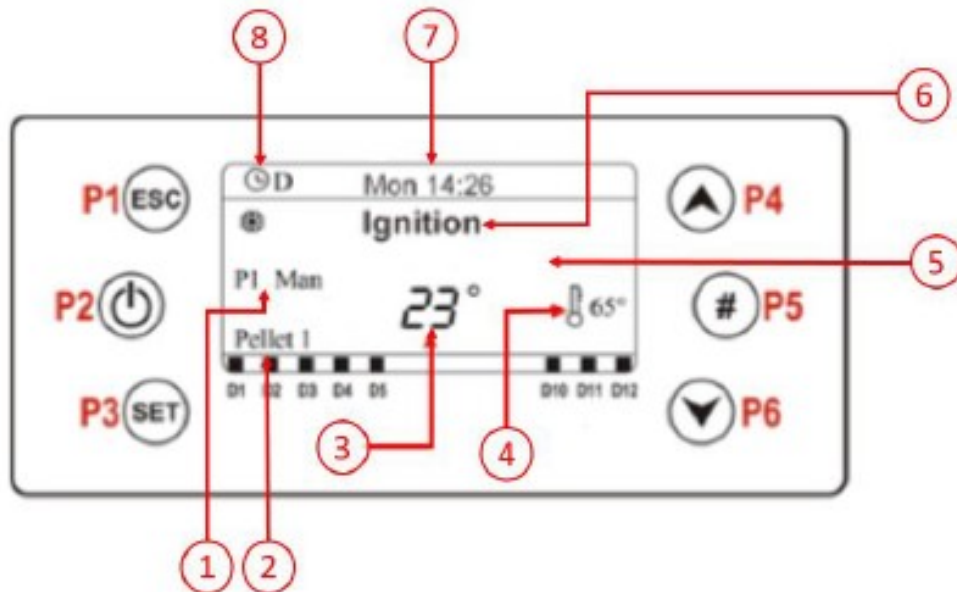 8 7
6
P1 ESC D Mon 14:26 P4
Ignition
5
P2 P1 Man 23° 65° # P5
Pellet 1
D1 D2 D3 D4 D5 D10 D11 D12
P3 SET P6
3 4
1 2